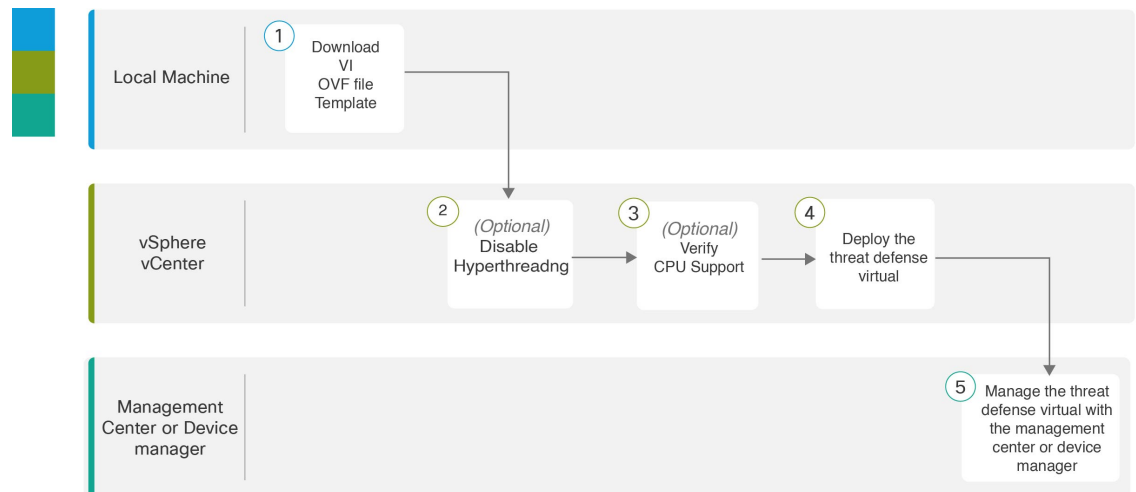 Local Machine
1
Download
VI
OVF file
Template
vSphere
vCenter
2
(Optional)
Disable
Hyperthreadng
3
(Optional)
Verify
CPU Support
4
Deploy the
threat defense
virtual
Management
Center or Device
manager
5
Manage the threat
defense virtual with
the management
center or device
manager